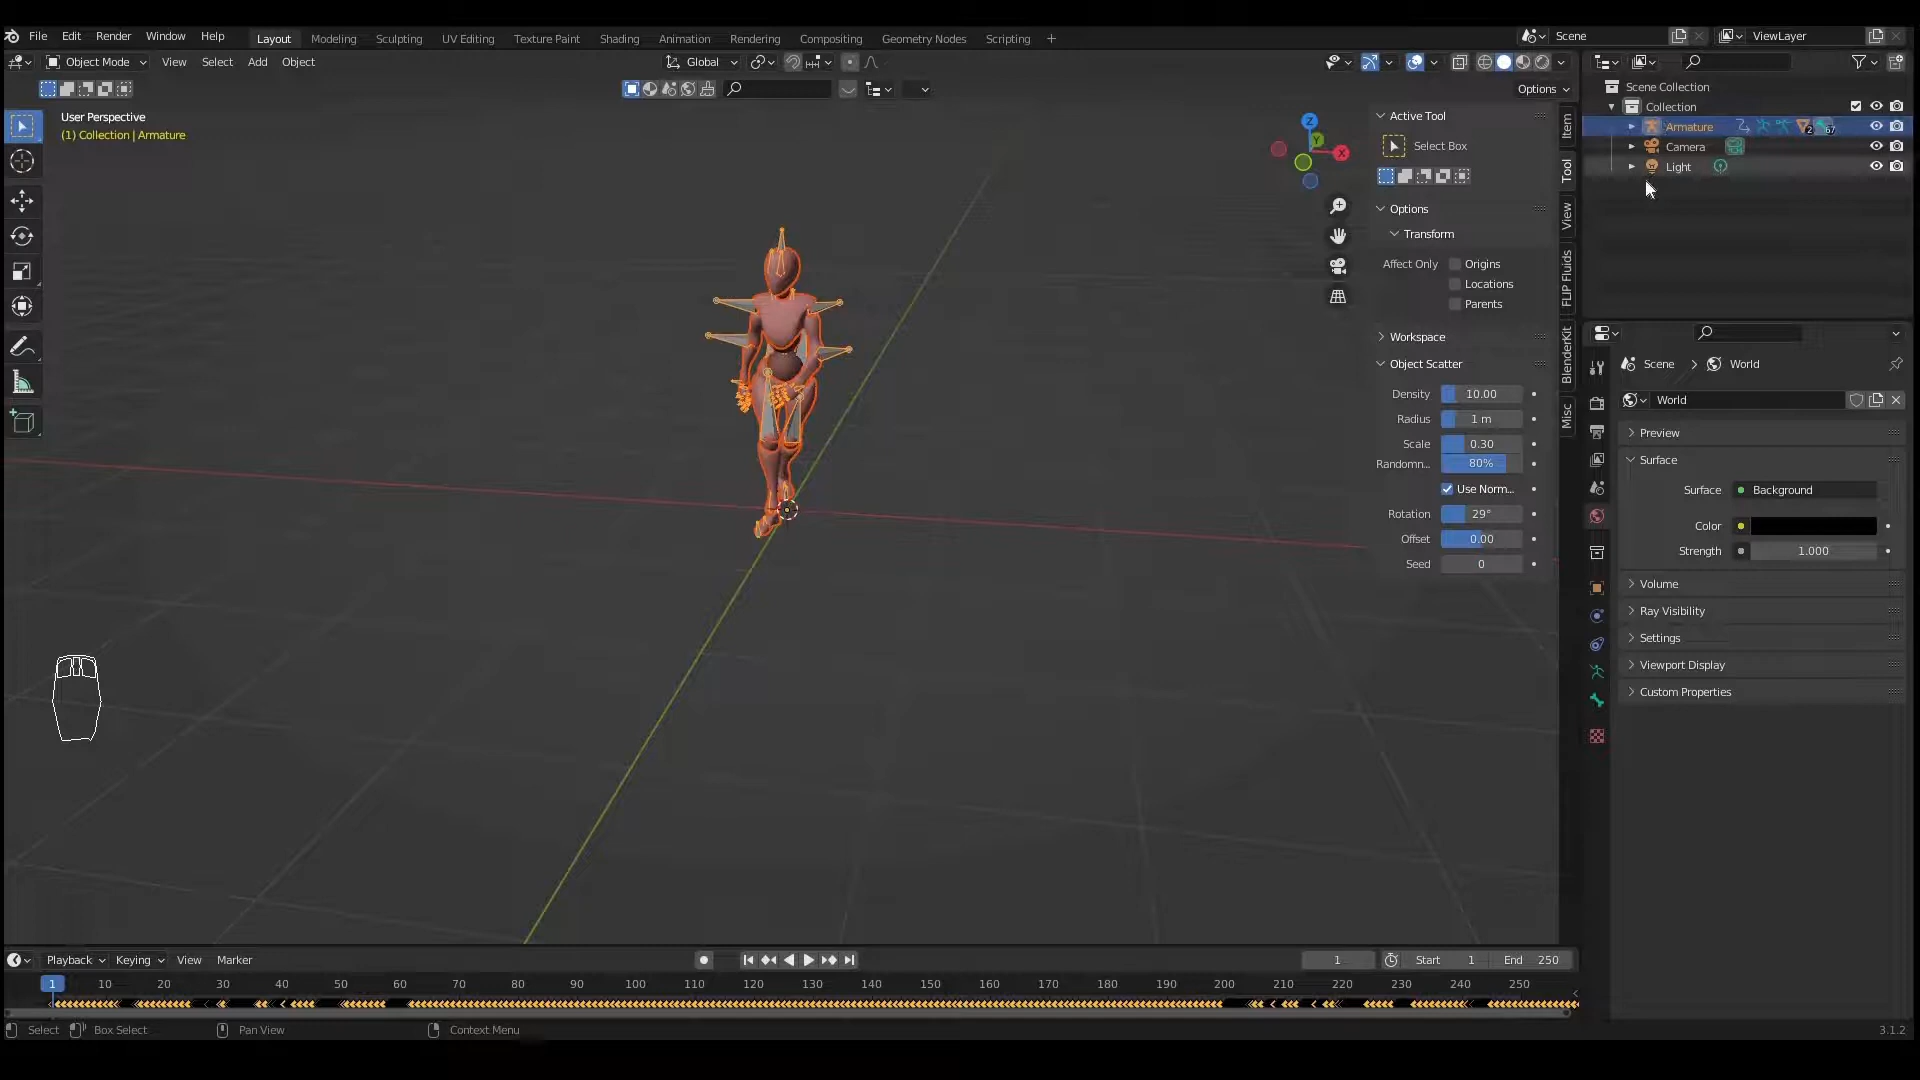 File Edit Render Window Help Layout Modeling Sculpting UV Editing Texture Paint Shading Animation Rendering Compositing Geometry Nodes Scripting + Scene ViewLayer
Object Mode View Select Add Object Global
Options
User Perspective
(1) Collection | Armature
Z
Y
X
Active Tool
Select Box
Options
Transform
Affect Only Origins
Locations
Parents
Workspace
Object Scatter
Density 10.00
Radius 1 m
Scale 0.30
Randomn... 80%
Use Norm...
Rotation 29°
Offset 0.00
Seed 0
Item
Tool
View
FLIP Fluids
BlenderKit
Misc
Scene Collection
Collection
Armature 2 67
Camera
Light
Scene > World
World
Preview
Surface
Surface Background
Color
Strength 1.000
Volume
Ray Visibility
Settings
Viewport Display
Custom Properties
Playback Keying View Marker 1 Start 1 End 250
1 10 20 30 40 50 60 70 80 90 100 110 120 130 140 150 160 170 180 190 200 210 220 230 240 250
Select Box Select Pan View Context Menu 3.1.2